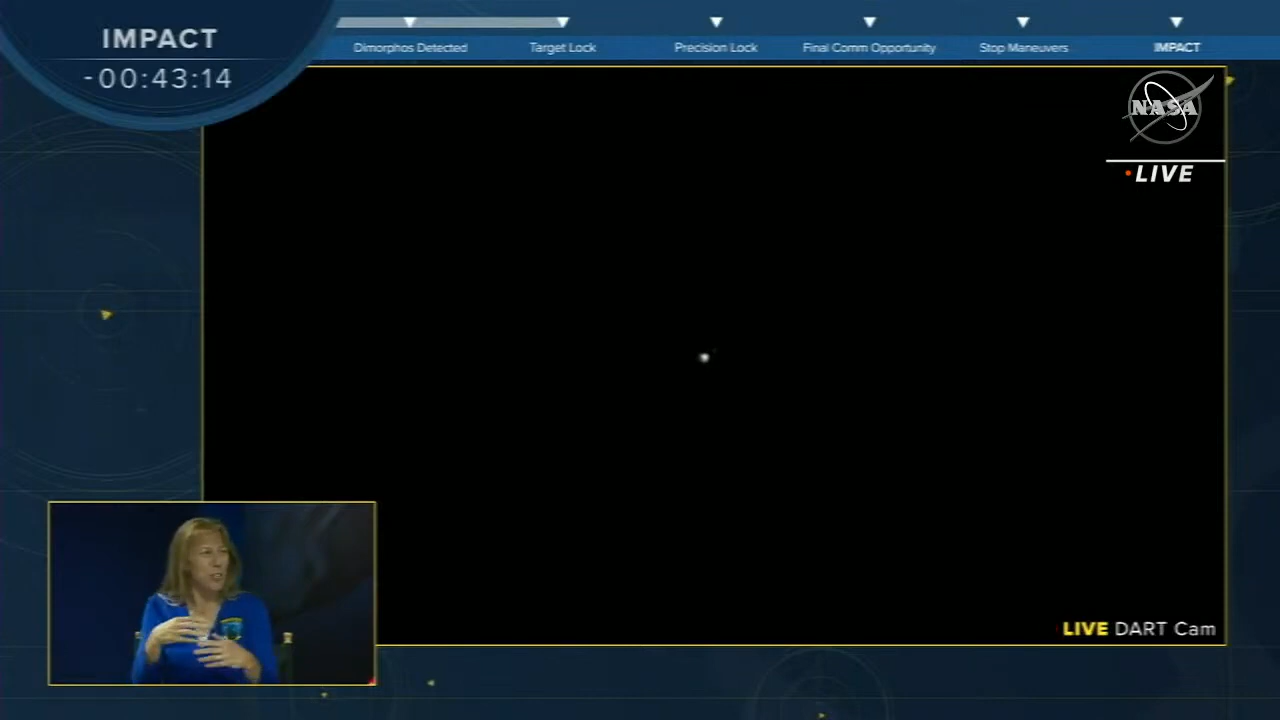 IMPACT
-00:43:14
Dimorphos Detected
Target Lock
Precision Lock
Final Comm Opportunity
Stop Maneuvers
IMPACT
NASA
LIVE
LIVE DART Cam